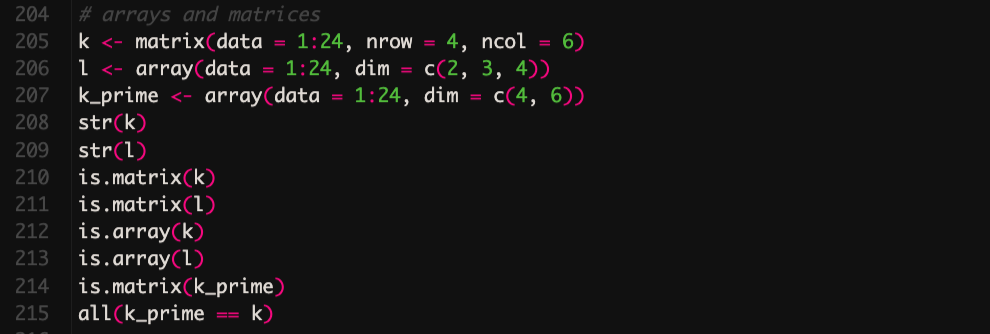 204 # arrays and matrices
205 k <- matrix(data = 1:24, nrow = 4, ncol = 6)
206 l <- array(data = 1:24, dim = c(2, 3, 4))
207 k_prime <- array(data = 1:24, dim = c(4, 6))
208 str(k)
209 str(l)
210 is.matrix(k)
211 is.matrix(l)
212 is.array(k)
213 is.array(l)
214 is.matrix(k_prime)
215 all(k_prime == k)